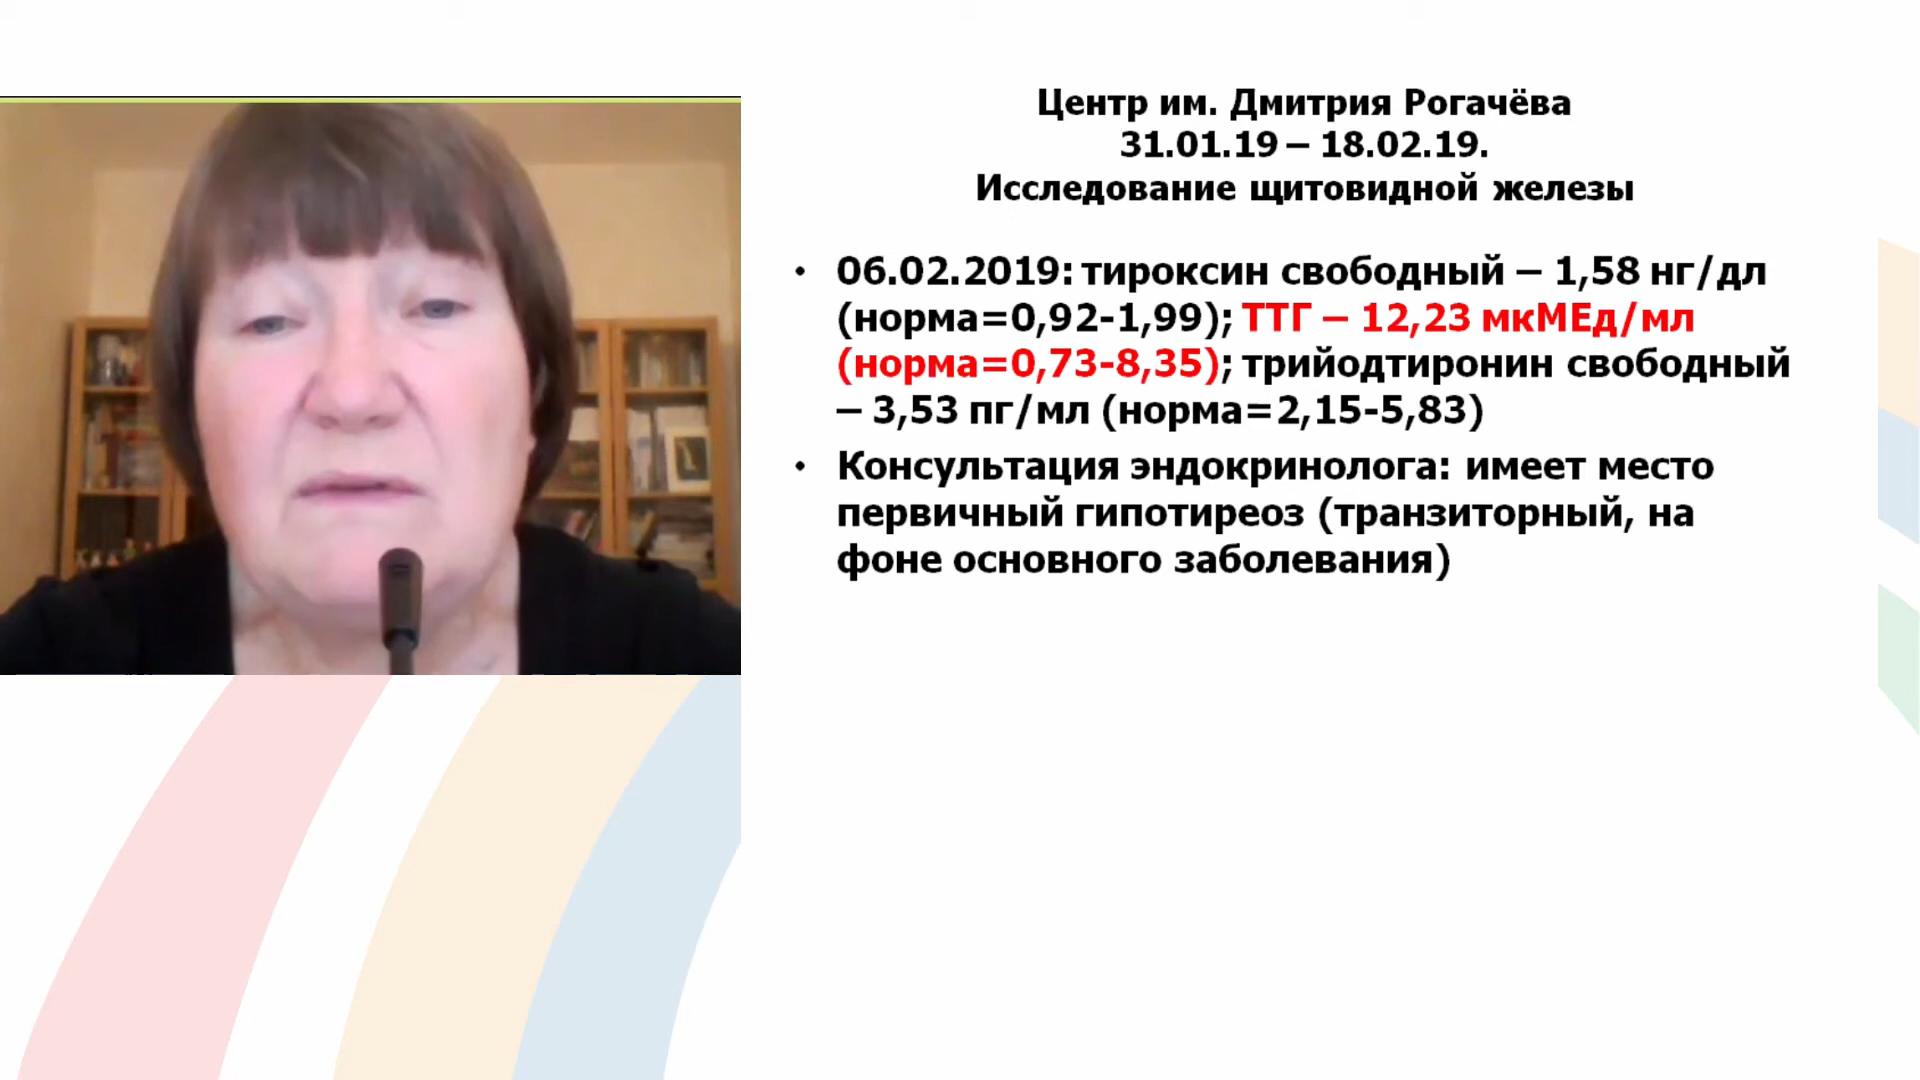 Центр им. Дмитрия Рогачёва
31.01.19 – 18.02.19.
Исследование щитовидной железы
• 06.02.2019: тироксин свободный – 1,58 нг/дл
(норма=0,92-1,99); ТТГ – 12,23 мкМЕд/мл
(норма=0,73-8,35); трийодтиронин свободный
– 3,53 пг/мл (норма=2,15-5,83)
• Консультация эндокринолога: имеет место
первичный гипотиреоз (транзиторный, на
фоне основного заболевания)